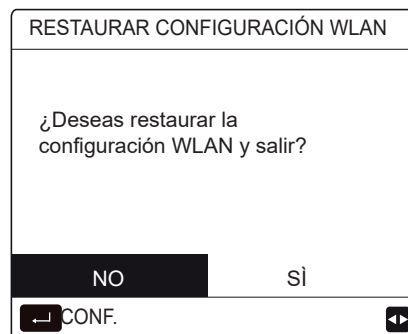 RESTAURAR CONFIGURACIÓN WLAN
¿Deseas restaurar la
configuración WLAN y salir?
NO SÌ
CONF.